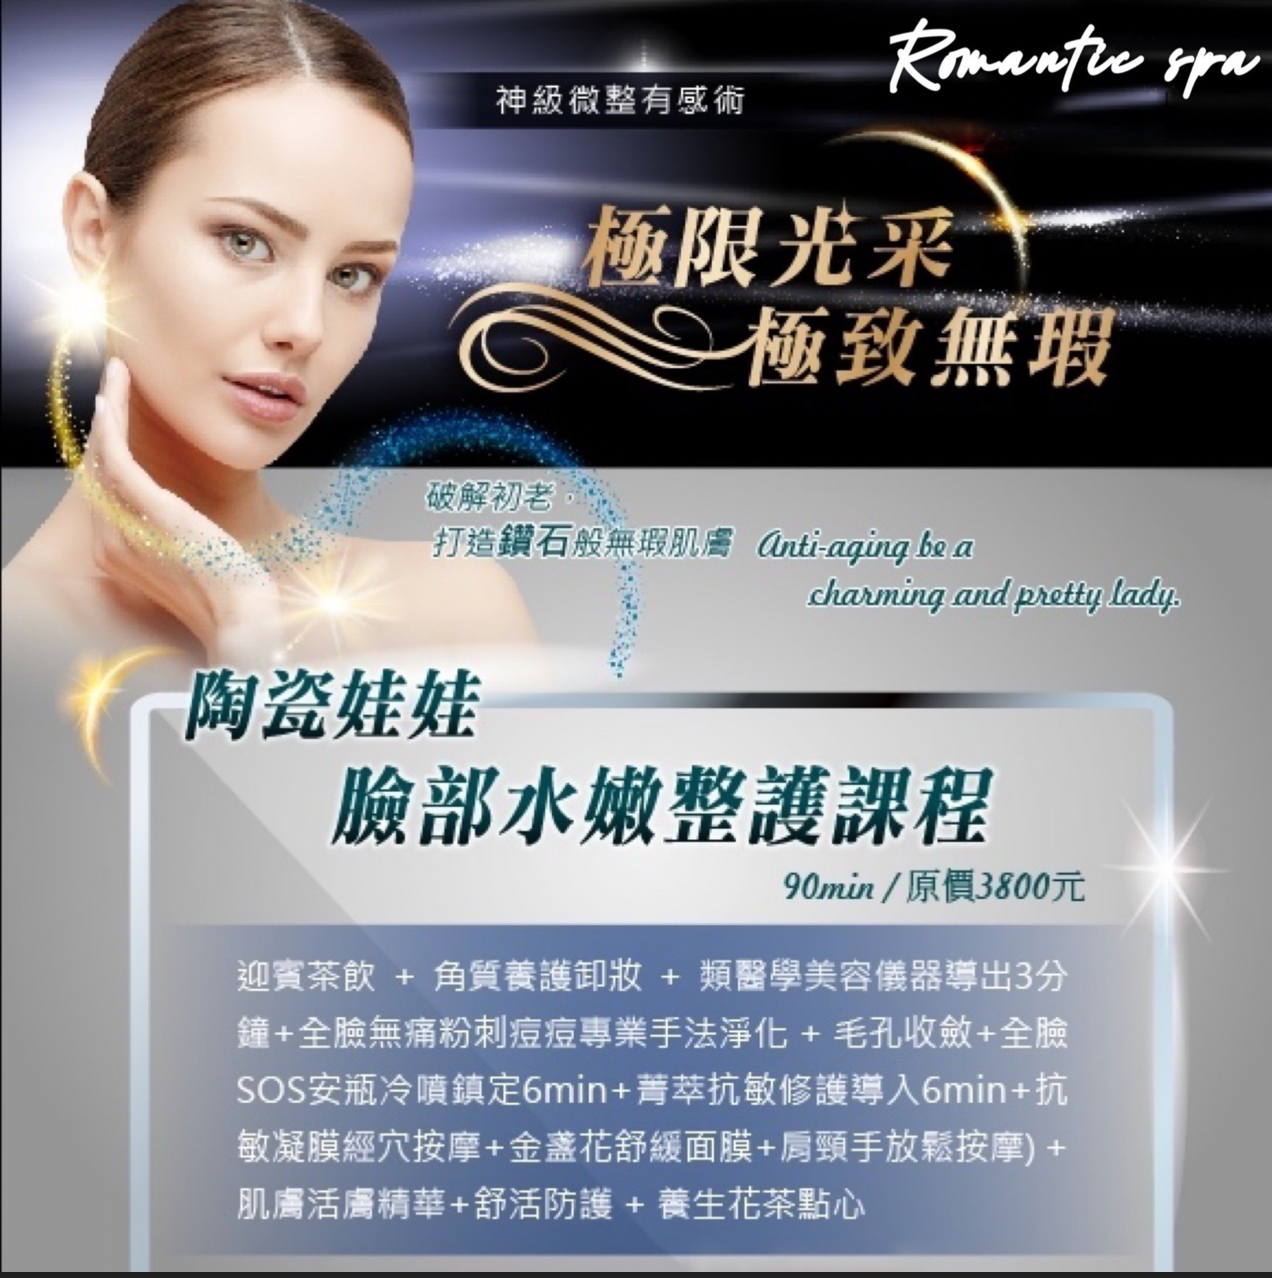 Romantic spa
神級微整有感術
極限光采
極致無瑕
破解初老，
打造鑽石般無瑕肌膚 Anti-aging be a
charming and pretty lady.
陶瓷娃娃
臉部水嫩整護課程
90min / 原價3800元
迎賓茶飲 + 角質養護卸妝 + 類醫學美容儀器導出3分
鐘+全臉無痛粉刺痘痘專業手法淨化 + 毛孔收斂+全臉
SOS安瓶冷噴鎮定6min+菁萃抗敏修護導入6min+抗
敏凝膜經穴按摩+金盞花舒緩面膜+肩頸手放鬆按摩) +
肌膚活膚精華+舒活防護 + 養生花茶點心